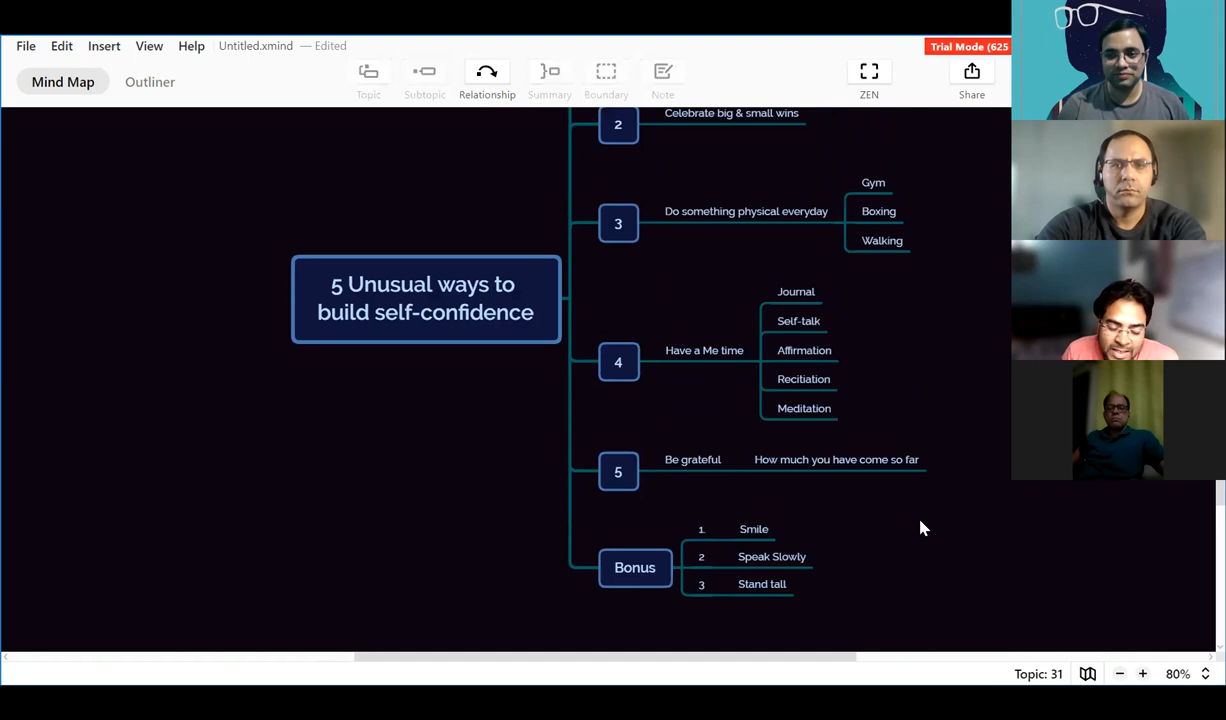 File Edit Insert View Help Untitled.xmind — Edited
Trial Mode (625
Mind Map Outliner
Topic Subtopic Relationship Summary Boundary Note ZEN Share
2 Celebrate big & small wins
3 Do something physical everyday
Gym
Boxing
Walking
5 Unusual ways to
build self-confidence
4 Have a Me time
Journal
Self-talk
Affirmation
Recitiation
Meditation
5 Be grateful How much you have come so far
Bonus
1. Smile
2 Speak Slowly
3 Stand tall
Topic: 31 80%